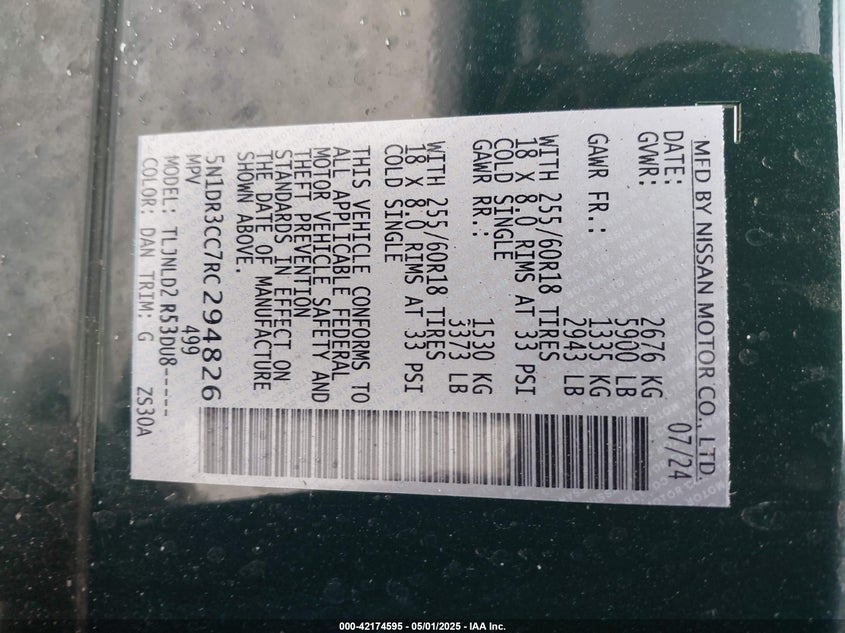 MFD BY NISSAN MOTOR CO., LTD.
DATE: 07/24
GVWR: 2676 KG
5900 LB
GAWR FR.: 1335 KG
2943 LB
WITH 255/60R18 TIRES
18 X 8.0 RIMS AT 33 PSI
COLD SINGLE
GAWR RR.: 1530 KG
3373 LB
WITH 255/60R18 TIRES
18 X 8.0 RIMS AT 33 PSI
COLD SINGLE
THIS VEHICLE CONFORMS TO
ALL APPLICABLE FEDERAL
MOTOR VEHICLE SAFETY AND
THEFT PREVENTION
STANDARDS IN EFFECT ON
THE DATE OF MANUFACTURE
SHOWN ABOVE.
5N1DR3CC7RC294826
MPV 499
MODEL: TLJNLD2 R53DU8-----
COLOR: DAN TRIM: G ZS30A
000-42174595 - 05/01/2025 - IAA Inc.